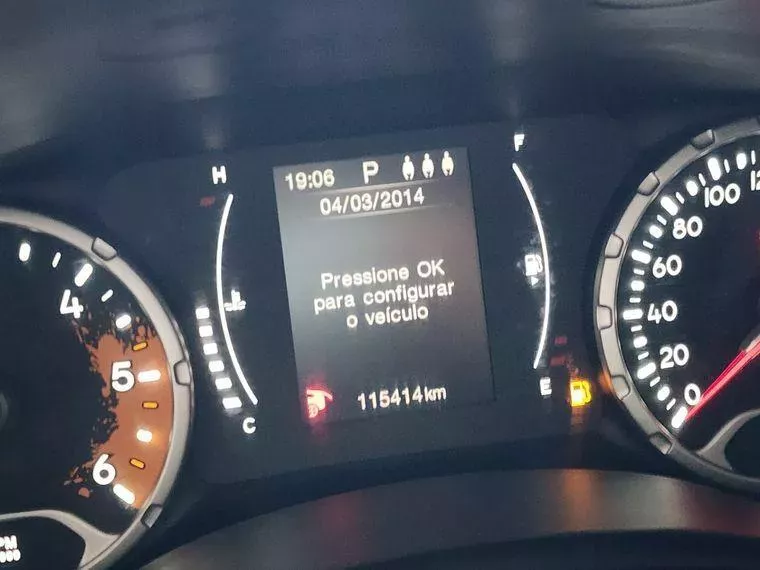 H
F
19:06 P
04/03/2014
Pressione OK
para configurar
o veículo
115414km
C
E
4
5
6
0
20
40
60
80
100